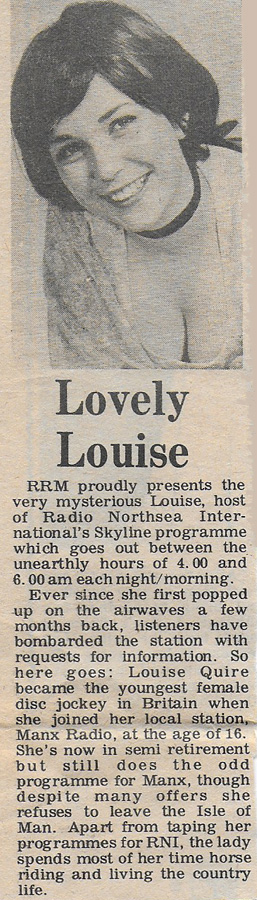 Lovely
Louise
RRM proudly presents the
very mysterious Louise, host
of Radio Northsea Inter-
national's Skyline programme
which goes out between the
unearthly hours of 4.00 and
6.00 am each night/morning.
Ever since she first popped
up on the airwaves a few
months back, listeners have
bombarded the station with
requests for information. So
here goes: Louise Quire
became the youngest female
disc jockey in Britain when
she joined her local station,
Manx Radio, at the age of 16.
She's now in semi retirement
but still does the odd
programme for Manx, though
despite many offers she
refuses to leave the Isle of
Man. Apart from taping her
programmes for RNI, the lady
spends most of her time horse
riding and living the country
life.